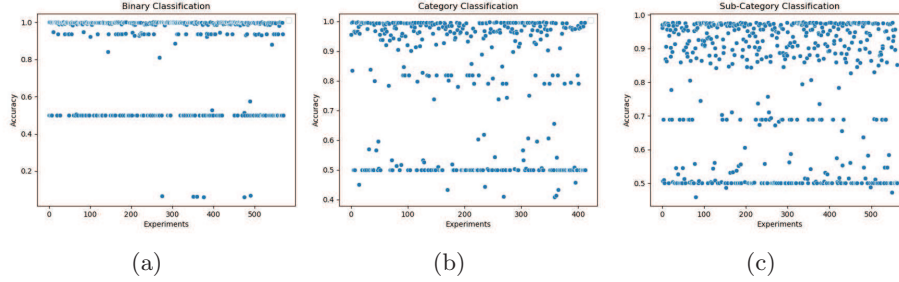 Binary Classification
Accuracy
1.0
0.8
0.6
0.4
0.2
0 100 200 300 400 500
Experiments
(a)
Category Classification
Accuracy
1.0
0.9
0.8
0.7
0.6
0.5
0.4
0 100 200 300 400
Experiments
(b)
Sub-Category Classification
Accuracy
1.0
0.9
0.8
0.7
0.6
0.5
0 100 200 300 400 500
Experiments
(c)